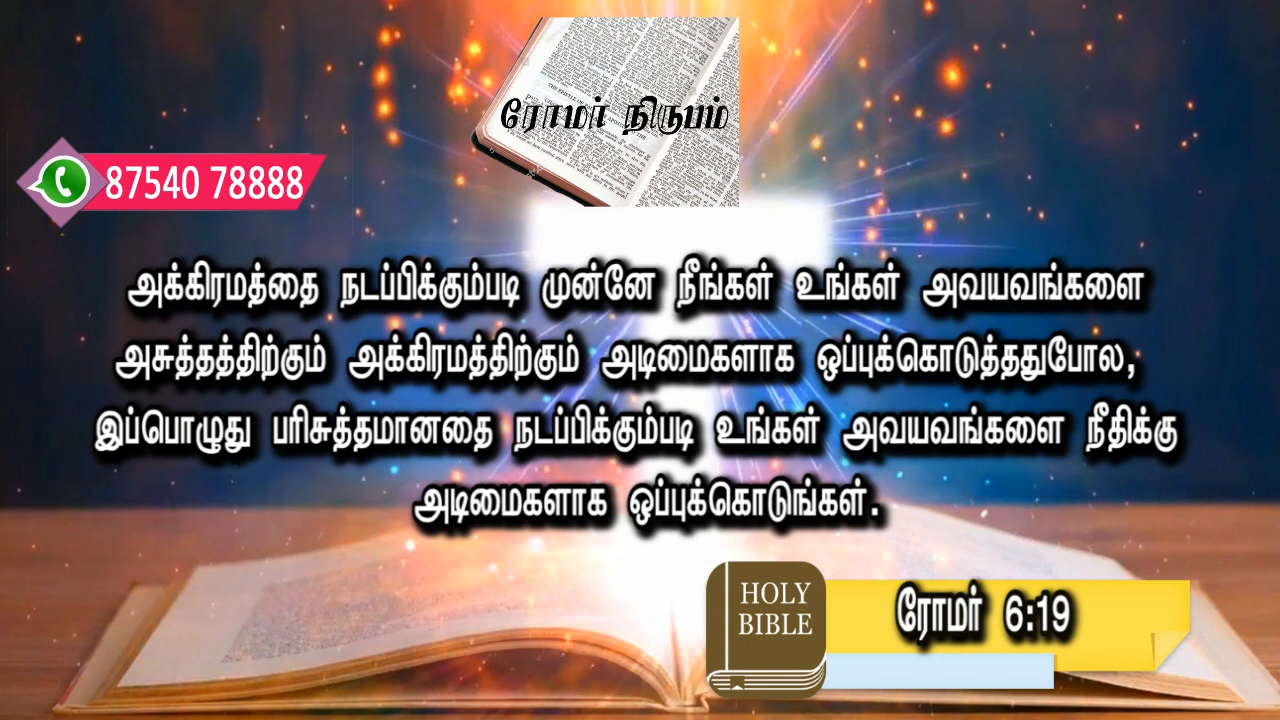 ரோமர் நிருபம்
87540 78888
அக்கிரமத்தை நடப்பிக்கும்படி முன்னே நீங்கள் உங்கள் அவயவங்களை
அசுத்தத்திற்கும் அக்கிரமத்திற்கும் அடிமைகளாக ஒப்புக்கொடுத்ததுபோல,
இப்பொழுது பரிசுத்தமானதை நடப்பிக்கும்படி உங்கள் அவயவங்களை நீதிக்கு
அடிமைகளாக ஒப்புக்கொடுங்கள்.
HOLY
BIBLE
ரோமர் 6:19